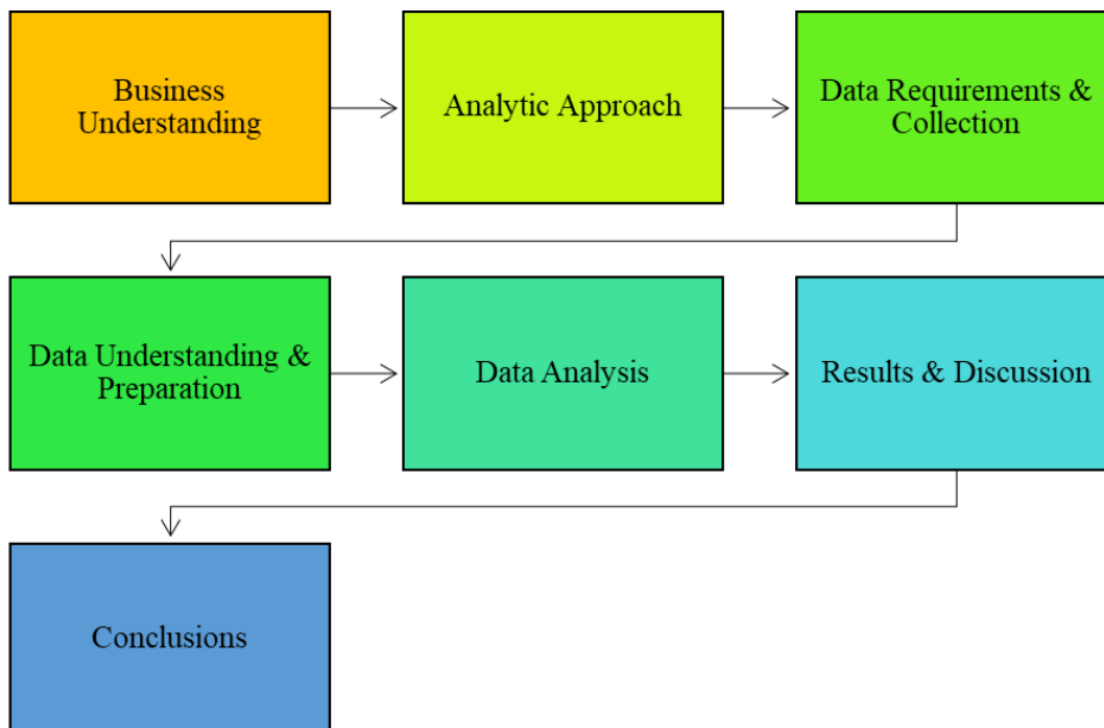 Business
Understanding
Analytic Approach
Data Requirements &
Collection
Data Understanding &
Preparation
Data Analysis
Results & Discussion
Conclusions